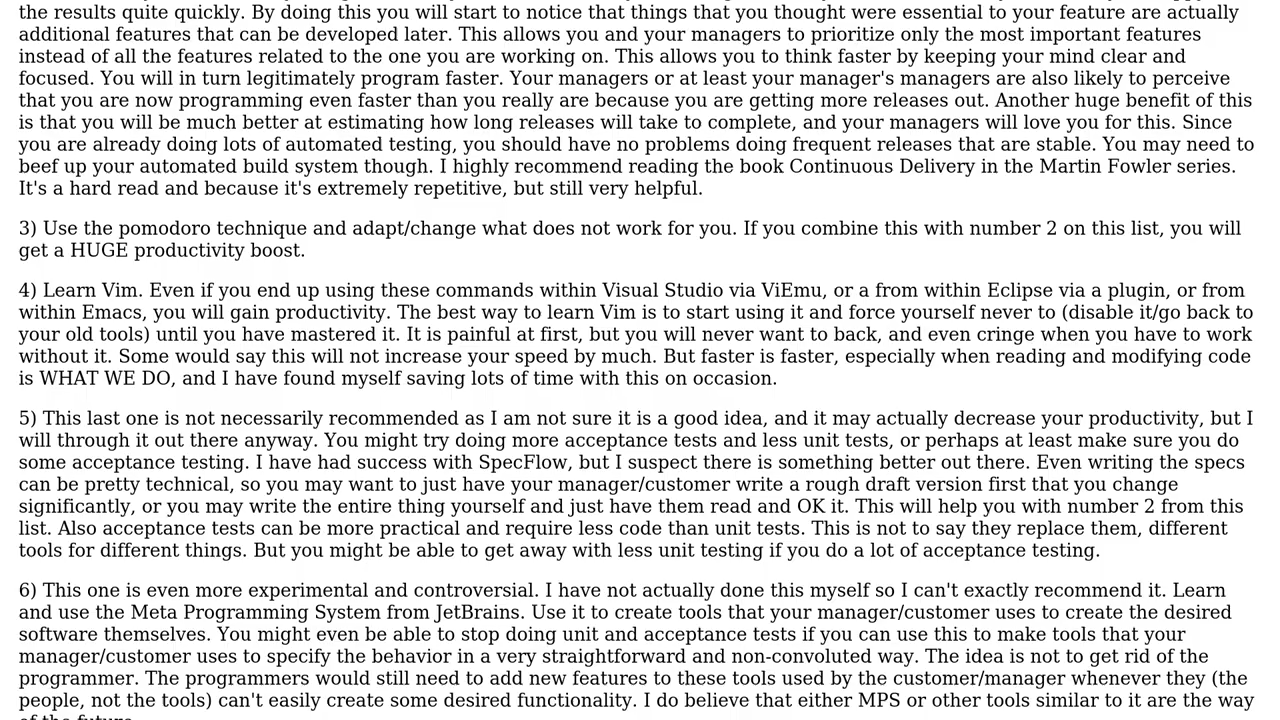 the results quite quickly. By doing this you will start to notice that things that you thought were essential to your feature are actually
additional features that can be developed later. This allows you and your managers to prioritize only the most important features
instead of all the features related to the one you are working on. This allows you to think faster by keeping your mind clear and
focused. You will in turn legitimately program faster. Your managers or at least your manager's managers are also likely to perceive
that you are now programming even faster than you really are because you are getting more releases out. Another huge benefit of this
is that you will be much better at estimating how long releases will take to complete, and your managers will love you for this. Since
you are already doing lots of automated testing, you should have no problems doing frequent releases that are stable. You may need to
beef up your automated build system though. I highly recommend reading the book Continuous Delivery in the Martin Fowler series.
It's a hard read and because it's extremely repetitive, but still very helpful.
3) Use the pomodoro technique and adapt/change what does not work for you. If you combine this with number 2 on this list, you will
get a HUGE productivity boost.
4) Learn Vim. Even if you end up using these commands within Visual Studio via ViEmu, or a from within Eclipse via a plugin, or from
within Emacs, you will gain productivity. The best way to learn Vim is to start using it and force yourself never to (disable it/go back to
your old tools) until you have mastered it. It is painful at first, but you will never want to back, and even cringe when you have to work
without it. Some would say this will not increase your speed by much. But faster is faster, especially when reading and modifying code
is WHAT WE DO, and I have found myself saving lots of time with this on occasion.
5) This last one is not necessarily recommended as I am not sure it is a good idea, and it may actually decrease your productivity, but I
will through it out there anyway. You might try doing more acceptance tests and less unit tests, or perhaps at least make sure you do
some acceptance testing. I have had success with SpecFlow, but I suspect there is something better out there. Even writing the specs
can be pretty technical, so you may want to just have your manager/customer write a rough draft version first that you change
significantly, or you may write the entire thing yourself and just have them read and OK it. This will help you with number 2 from this
list. Also acceptance tests can be more practical and require less code than unit tests. This is not to say they replace them, different
tools for different things. But you might be able to get away with less unit testing if you do a lot of acceptance testing.
6) This one is even more experimental and controversial. I have not actually done this myself so I can't exactly recommend it. Learn
and use the Meta Programming System from JetBrains. Use it to create tools that your manager/customer uses to create the desired
software themselves. You might even be able to stop doing unit and acceptance tests if you can use this to make tools that your
manager/customer uses to specify the behavior in a very straightforward and non-convoluted way. The idea is not to get rid of the
programmer. The programmers would still need to add new features to these tools used by the customer/manager whenever they (the
people, not the tools) can't easily create some desired functionality. I do believe that either MPS or other tools similar to it are the way
of the future